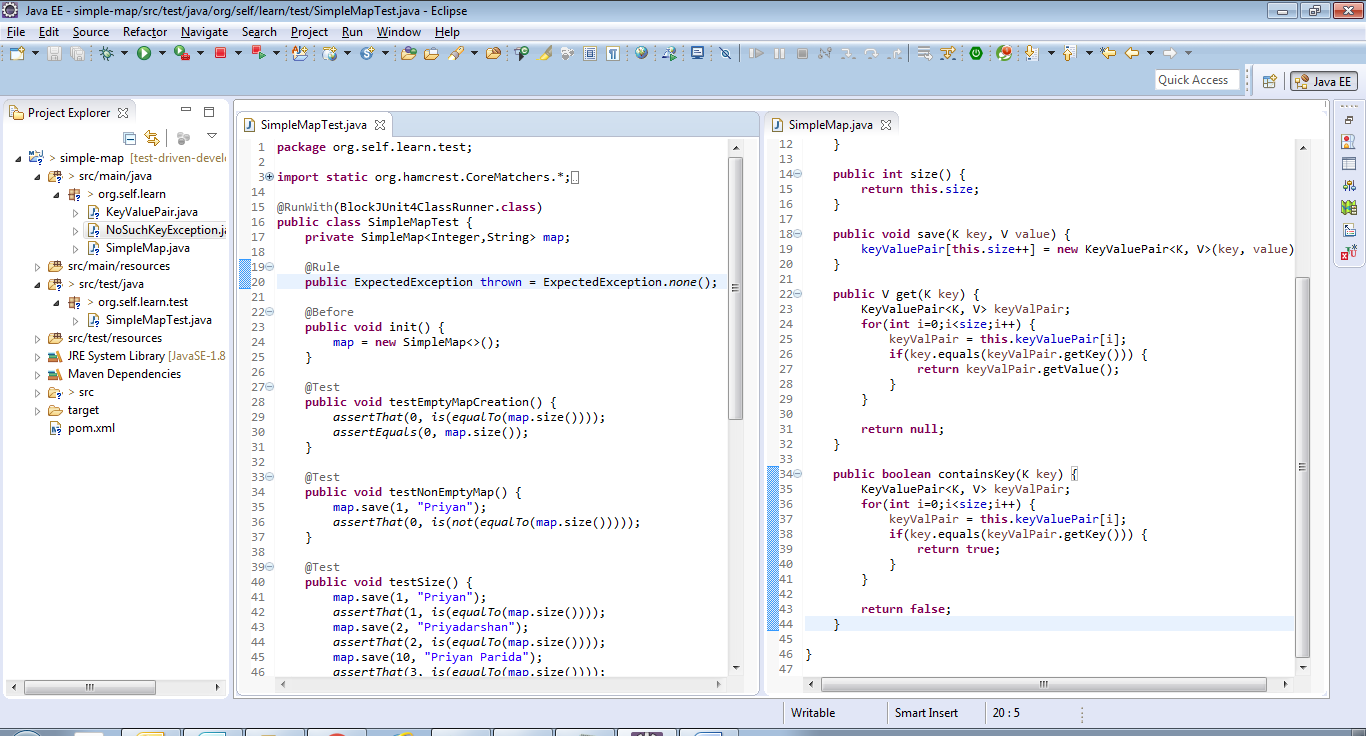 Java EE - simple-map/src/test/java/org/self/learn/test/SimpleMapTest.java - Eclipse
File Edit Source Refactor Navigate Search Project Run Window Help
Quick Access
Java EE
Project Explorer
> simple-map [test-driven-devel
> src/main/java
> org.self.learn
KeyValuePair.java
NoSuchKeyException.ja
SimpleMap.java
src/main/resources
> src/test/java
> org.self.learn.test
SimpleMapTest.java
src/test/resources
JRE System Library [JavaSE-1.8
Maven Dependencies
> src
target
pom.xml
SimpleMapTest.java
1 package org.self.learn.test;
2
3 import static org.hamcrest.CoreMatchers.*;
14
15 @RunWith(BlockJUnit4ClassRunner.class)
16 public class SimpleMapTest {
17 private SimpleMap<Integer,String> map;
18
19 @Rule
20 public ExpectedException thrown = ExpectedException.none();
21
22 @Before
23 public void init() {
24 map = new SimpleMap<>();
25 }
26
27 @Test
28 public void testEmptyMapCreation() {
29 assertThat(0, is(equalTo(map.size())));
30 assertEquals(0, map.size());
31 }
32
33 @Test
34 public void testNonEmptyMap() {
35 map.save(1, "Priyan");
36 assertThat(0, is(not(equalTo(map.size()))));
37 }
38
39 @Test
40 public void testSize() {
41 map.save(1, "Priyan");
42 assertThat(1, is(equalTo(map.size())));
43 map.save(2, "Priyadarshan");
44 assertThat(2, is(equalTo(map.size())));
45 map.save(10, "Priyan Parida");
46 assertThat(3, is(equalTo(map.size())));
SimpleMap.java
12 }
13
14 public int size() {
15 return this.size;
16 }
17
18 public void save(K key, V value) {
19 keyValuePair[this.size++] = new KeyValuePair<K, V>(key, value)
20 }
21
22 public V get(K key) {
23 KeyValuePair<K, V> keyValPair;
24 for(int i=0;i<size;i++) {
25 keyValPair = this.keyValuePair[i];
26 if(key.equals(keyValPair.getKey())) {
27 return keyValPair.getValue();
28 }
29 }
30
31 return null;
32 }
33
34 public boolean containsKey(K key) {
35 KeyValuePair<K, V> keyValPair;
36 for(int i=0;i<size;i++) {
37 keyValPair = this.keyValuePair[i];
38 if(key.equals(keyValPair.getKey())) {
39 return true;
40 }
41 }
42
43 return false;
44 }
45
46 }
47
Writable Smart Insert 20 : 5